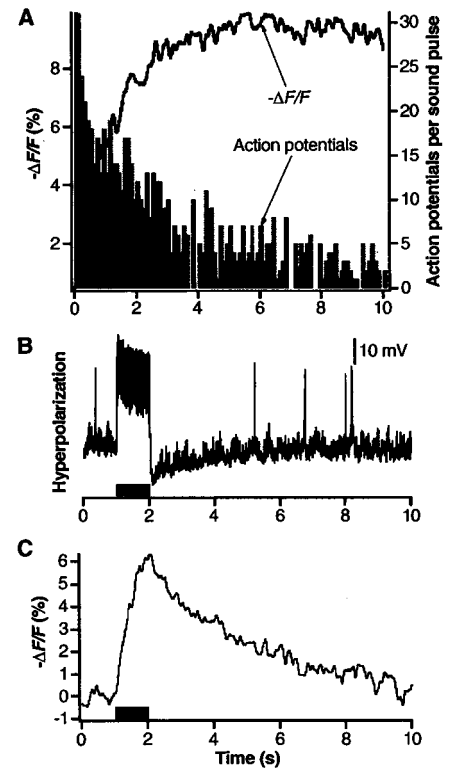 A
-ΔF/F (%)
8
6
4
2
-ΔF/F
Action potentials
Action potentials per sound pulse
30
25
20
15
10
5
0
0 2 4 6 8 10
B
10 mV
Hyperpolarization
0 2 4 6 8 10
C
-ΔF/F (%)
6
5
4
3
2
1
0
-1
0 2 4 6 8 10
Time (s)